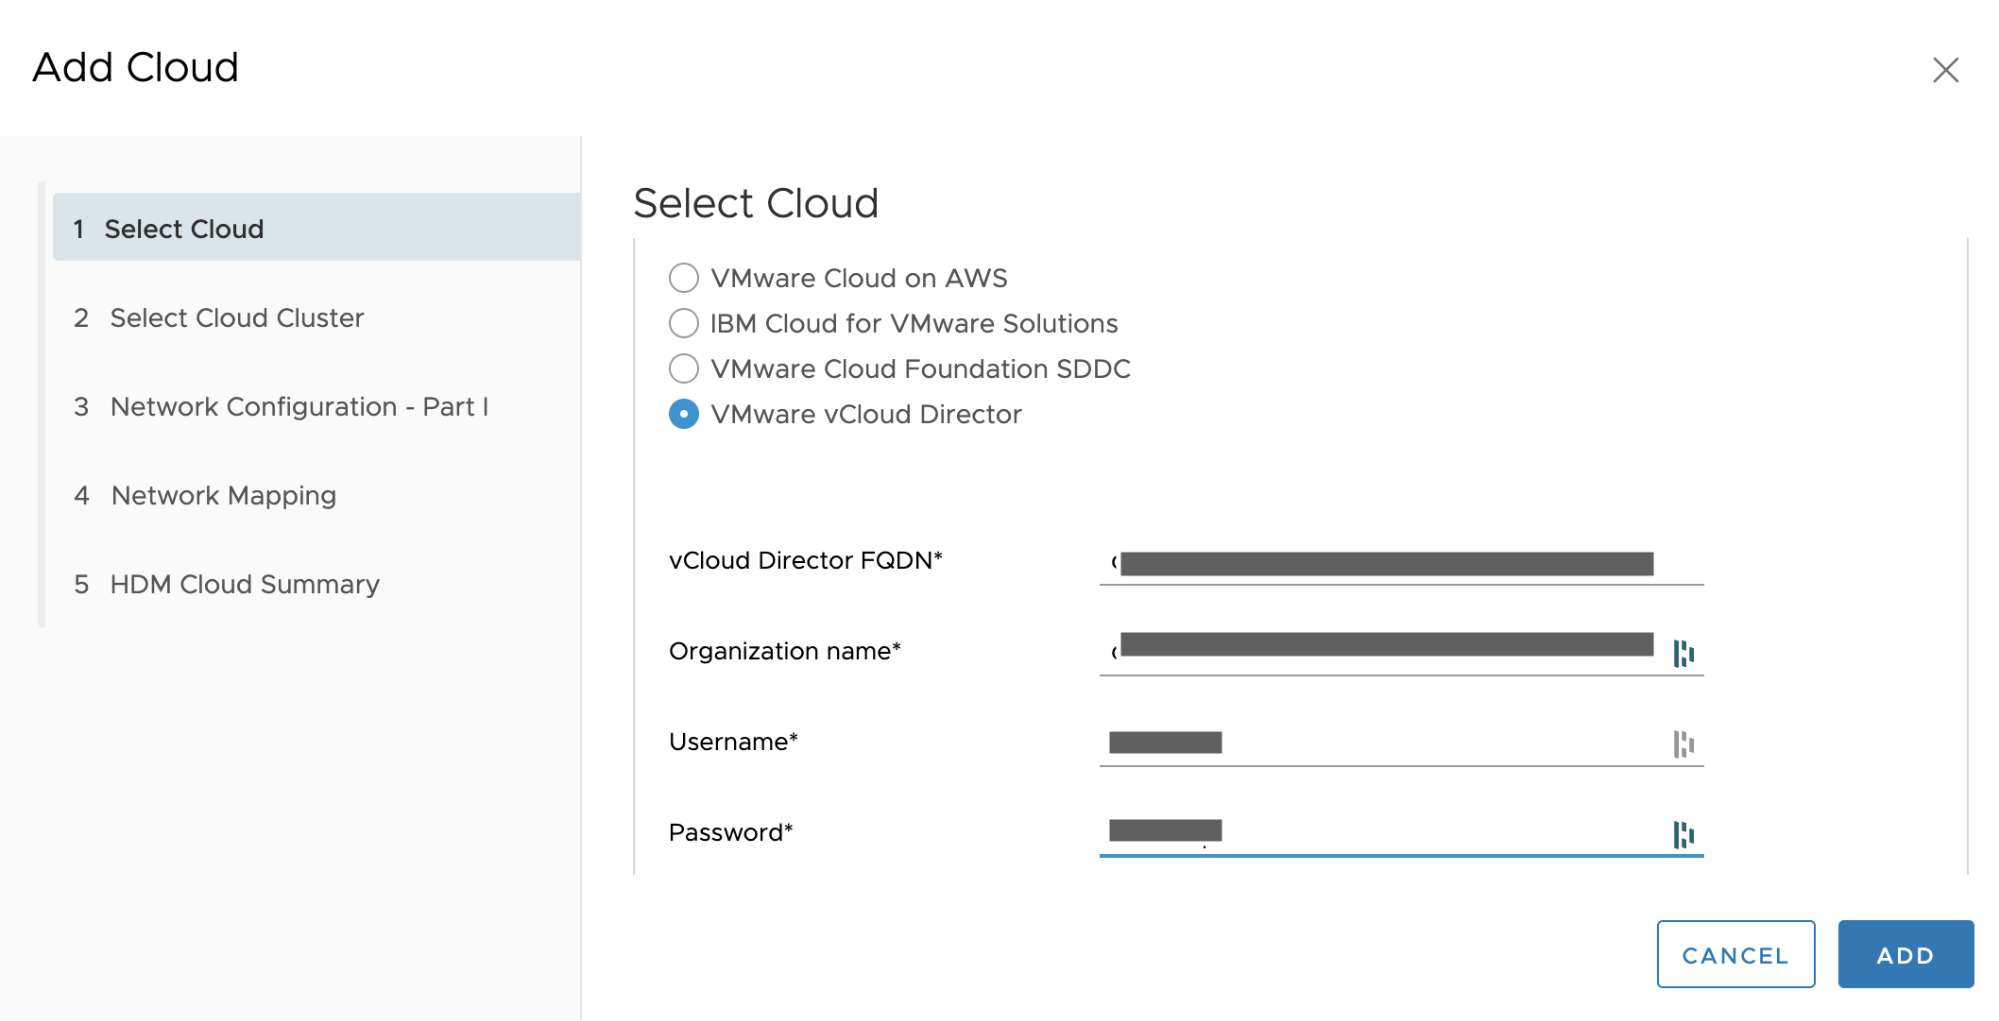 Add Cloud
1 Select Cloud
2 Select Cloud Cluster
3 Network Configuration - Part I
4 Network Mapping
5 HDM Cloud Summary
Select Cloud
VMware Cloud on AWS
IBM Cloud for VMware Solutions
VMware Cloud Foundation SDDC
VMware vCloud Director
vCloud Director FQDN*
Organization name*
Username*
Password*
CANCEL
ADD